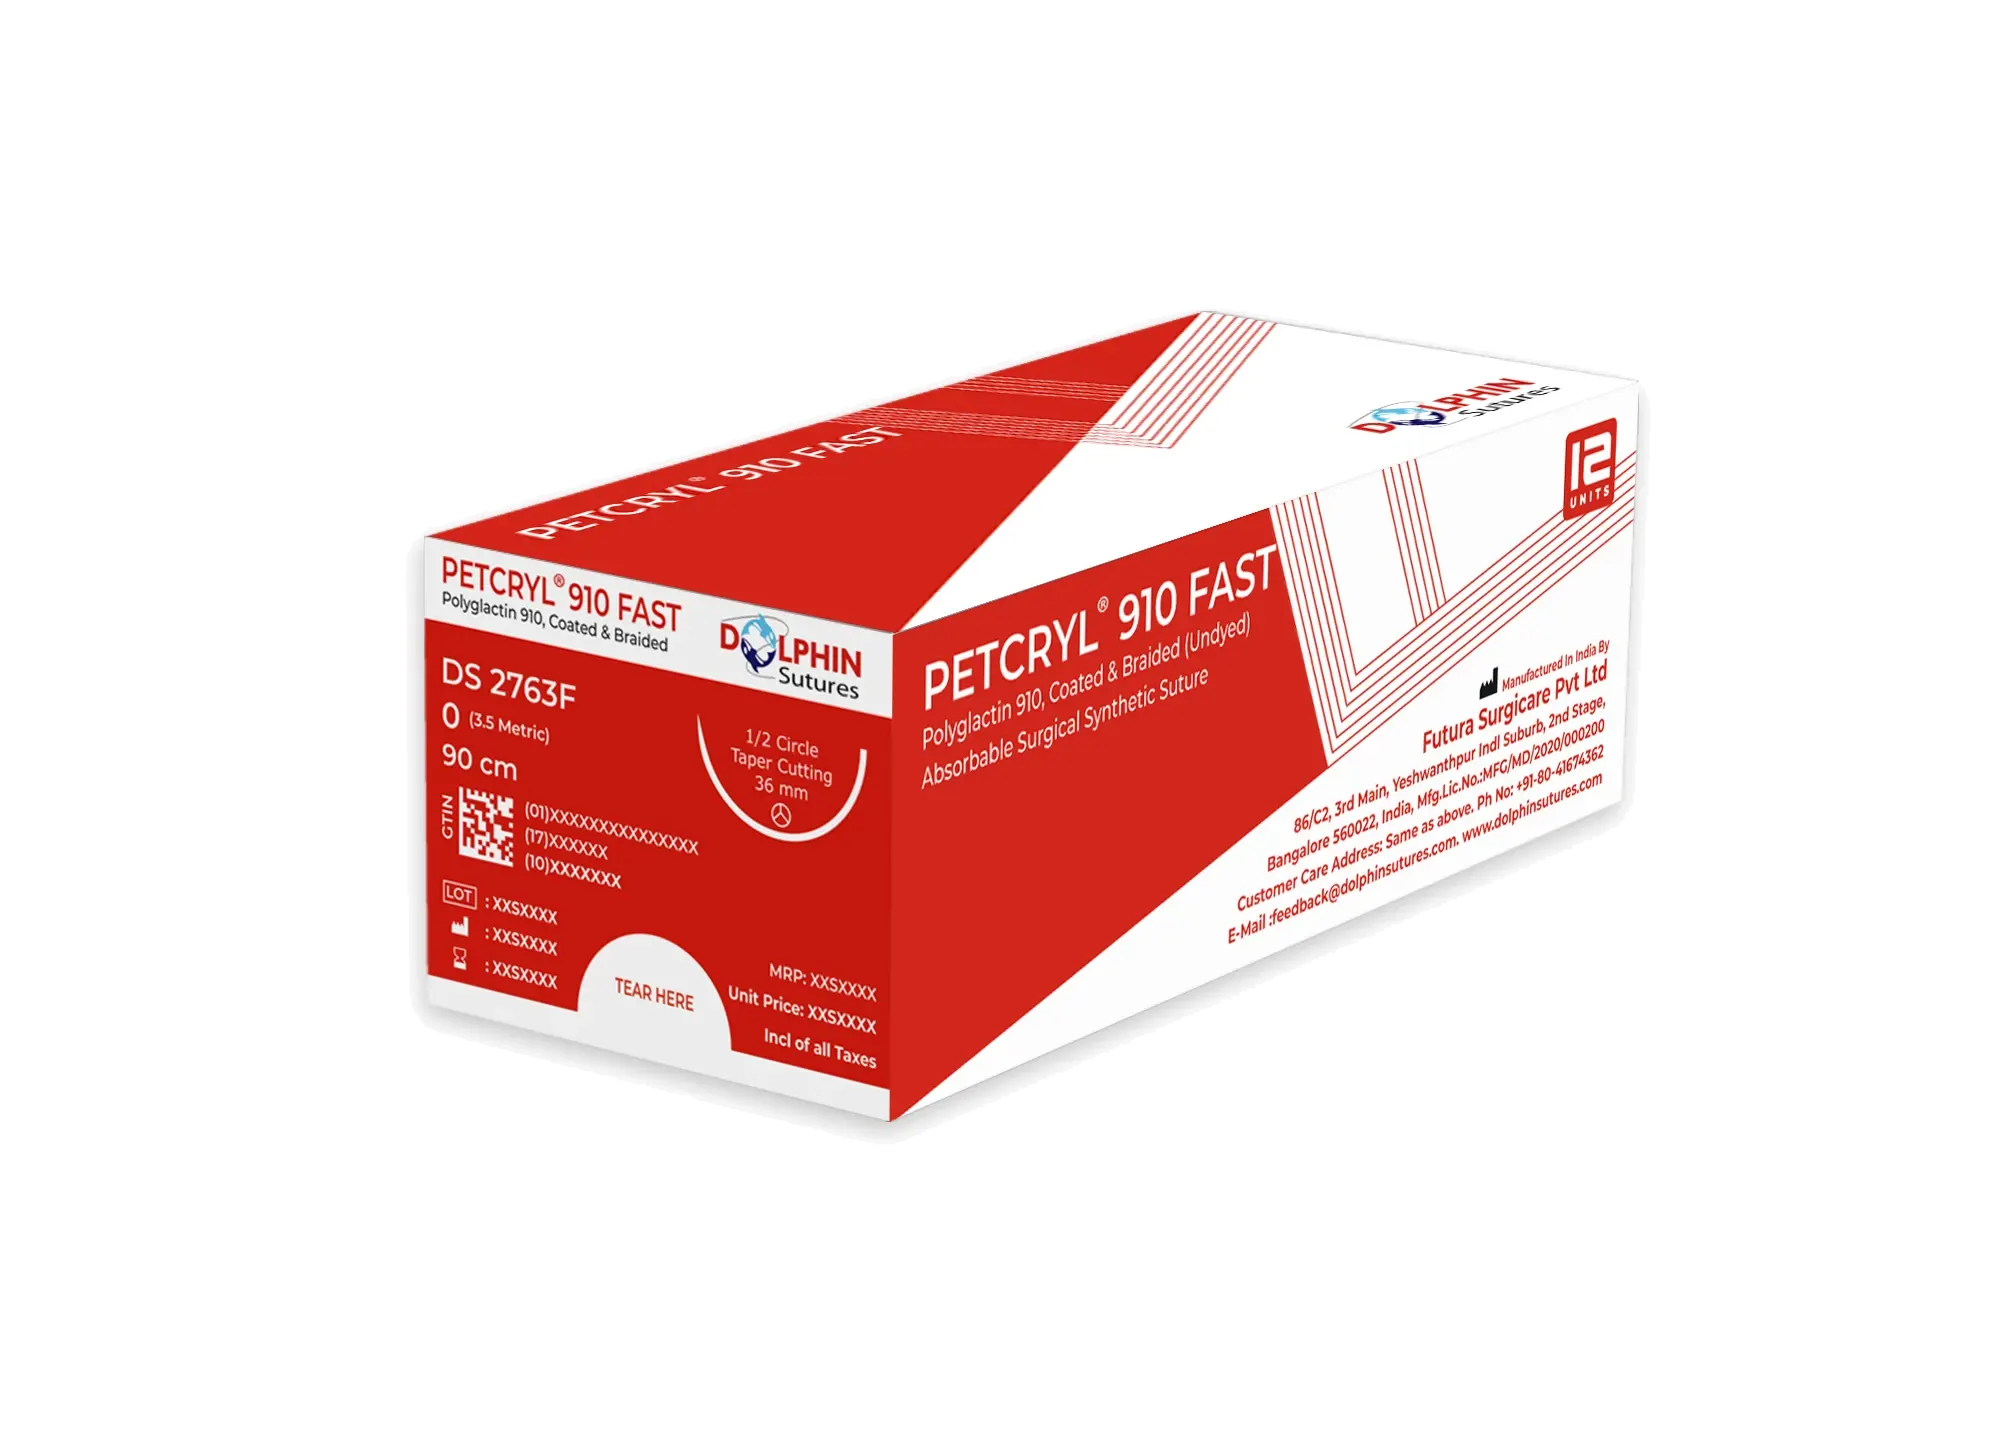 PETCRYL® 910 FAST
DOLPHIN
Sutures
12
UNITS
PETCRYL® 910 FAST
Polyglactin 910, Coated & Braided
DOLPHIN
Sutures
DS 2763F
0 (3.5 Metric)
90 cm
1/2 Circle
Taper Cutting
36 mm
GTIN
(01)XXXXXXXXXXXXXXX
(17)XXXXXX
(10)XXXXXXX
LOT : XXSXXXX
: XXSXXXX
: XXSXXXX
TEAR HERE
MRP: XXSXXXX
Unit Price: XXSXXXX
Incl of all Taxes
PETCRYL® 910 FAST
Polyglactin 910, Coated & Braided (Undyed)
Absorbable Surgical Synthetic Suture
Manufactured In India By
Futura Surgicare Pvt Ltd
86/C2, 3rd Main, Yeshwanthpur Indl Suburb, 2nd Stage,
Bangalore 560022, India, Mfg.Lic.No.:MFG/MD/2020/000200
Customer Care Address: Same as above. Ph No: +91-80-41674362
E-Mail :feedback@dolphinsutures.com. www.dolphinsutures.com